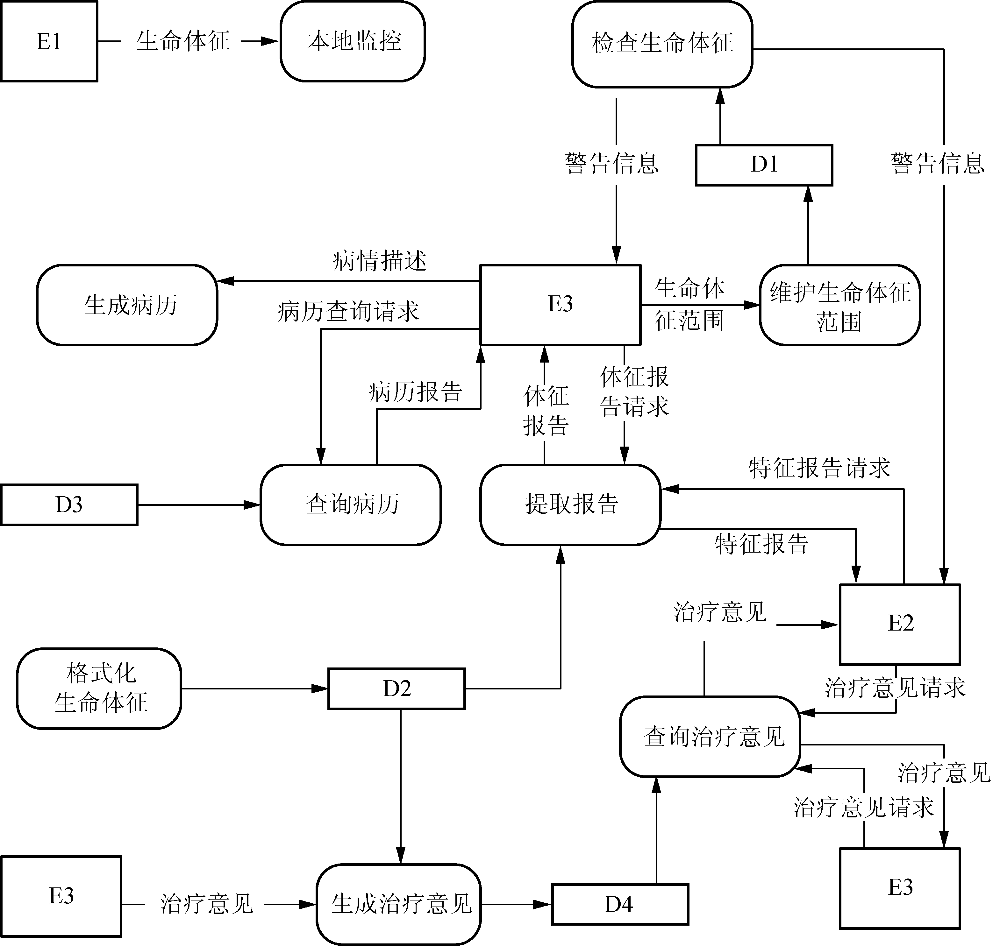 E1
生命体征
本地监控
检查生命体征
警告信息
D1
警告信息
病情描述
生成病历
病历查询请求
E3
生命体
征范围
维护生命体征
范围
病历报告
体征
报告
体征报
告请求
D3
查询病历
提取报告
特征报告请求
特征报告
治疗意见
E2
格式化
生命体征
D2
治疗意见请求
查询治疗意见
治疗意见
治疗意见请求
E3
治疗意见
生成治疗意见
D4
E3